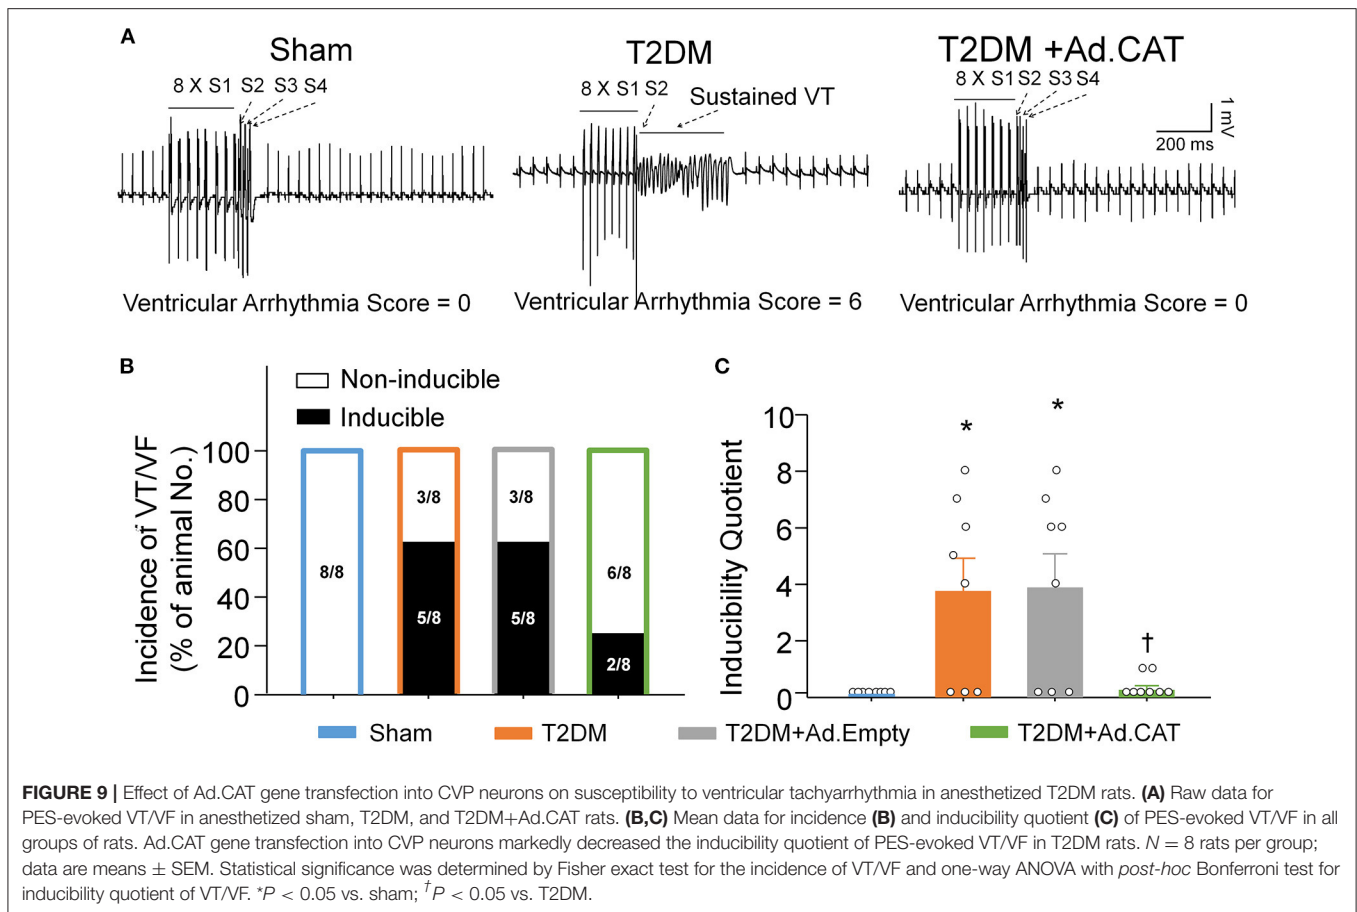 A
Sham
T2DM
T2DM +Ad.CAT
8 X S1 S2 S3 S4
8 X S1 S2
Sustained VT
8 X S1 S2 S3 S4
1 mV
200 ms
Ventricular Arrhythmia Score = 0
Ventricular Arrhythmia Score = 6
Ventricular Arrhythmia Score = 0
B
Non-inducible
Inducible
Incidence of VT/VF
(% of animal No.)
100
80
60
40
20
0
8/8
3/8
5/8
3/8
5/8
6/8
2/8
C
Inducibility Quotient
10
8
6
4
2
0
*
*
†
Sham
T2DM
T2DM+Ad.Empty
T2DM+Ad.CAT
FIGURE 9 | Effect of Ad.CAT gene transfection into CVP neurons on susceptibility to ventricular tachyarrhythmia in anesthetized T2DM rats. (A) Raw data for
PES-evoked VT/VF in anesthetized sham, T2DM, and T2DM+Ad.CAT rats. (B,C) Mean data for incidence (B) and inducibility quotient (C) of PES-evoked VT/VF in all
groups of rats. Ad.CAT gene transfection into CVP neurons markedly decreased the inducibility quotient of PES-evoked VT/VF in T2DM rats. N = 8 rats per group;
data are means ± SEM. Statistical significance was determined by Fisher exact test for the incidence of VT/VF and one-way ANOVA with post-hoc Bonferroni test for
inducibility quotient of VT/VF. *P < 0.05 vs. sham; †P < 0.05 vs. T2DM.